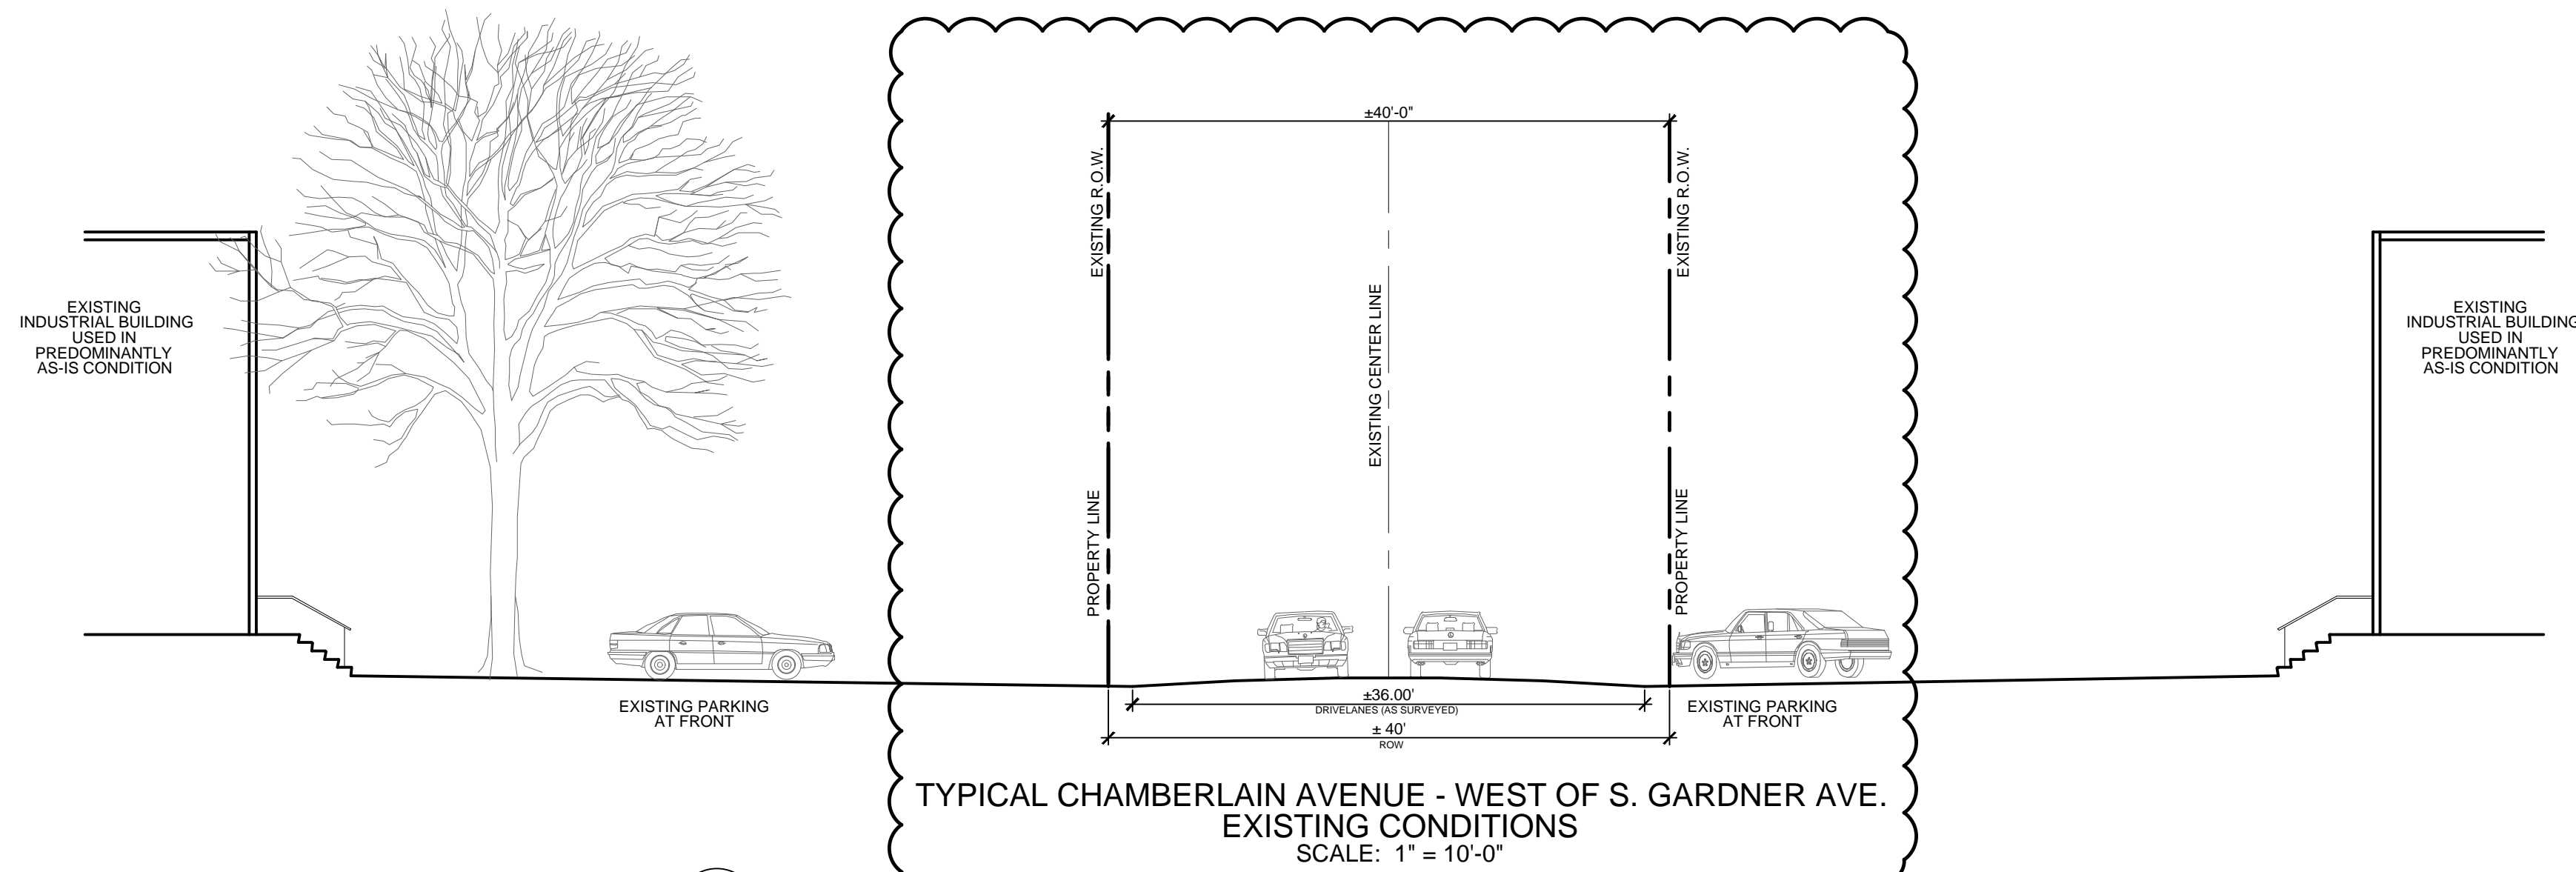 ±40'-0"
EXISTING R.O.W.
EXISTING R.O.W.
EXISTING CENTER LINE
EXISTING
INDUSTRIAL BUILDING
USED IN
PREDOMINANTLY
AS-IS CONDITION
EXISTING
INDUSTRIAL BUILDING
USED IN
PREDOMINANTLY
AS-IS CONDITION
PROPERTY LINE
PROPERTY LINE
EXISTING PARKING
AT FRONT
±36.00'
DRIVELANES (AS SURVEYED)
± 40'
ROW
EXISTING PARKING
AT FRONT
TYPICAL CHAMBERLAIN AVENUE - WEST OF S. GARDNER AVE.
EXISTING CONDITIONS
SCALE: 1" = 10'-0"